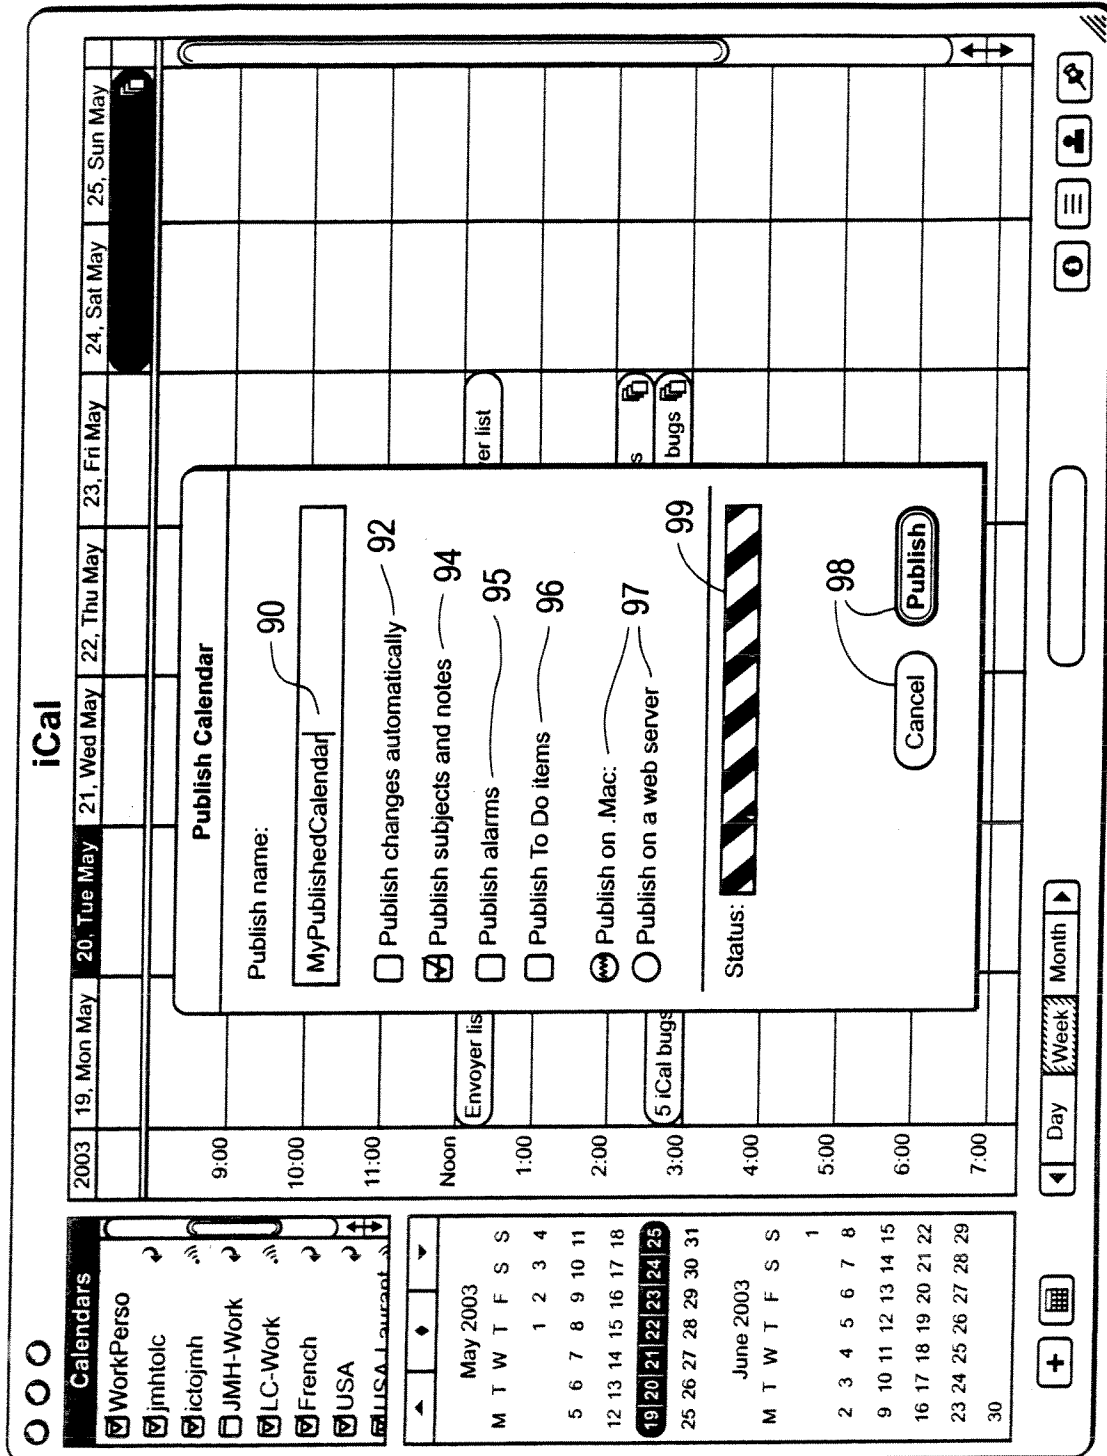 iCal
Calendars
WorkPerso
jmhtolc
ictojmh
JMH-Work
LC-Work
French
USA
USA Laurant
May 2003
M T W T F S S
1 2 3 4
5 6 7 8 9 10 11
12 13 14 15 16 17 18
19 20 21 22 23 24 25
25 26 27 28 29 30 31
June 2003
M T W T F S S
1
2 3 4 5 6 7 8
9 10 11 12 13 14 15
16 17 18 19 20 21 22
23 24 25 26 27 28 29
30
2003 19, Mon May 20, Tue May 21, Wed May 22, Thu May 23, Fri May 24, Sat May 25, Sun May
9:00
10:00
11:00
Noon
1:00
2:00
3:00
4:00
5:00
6:00
7:00
Envoyer lis
yer list
s
5 iCal bugs
bugs
Publish Calendar
Publish name:
90
MyPublishedCalendar
Publish changes automatically 92
Publish subjects and notes 94
Publish alarms 95
Publish To Do items 96
Publish on .Mac:
97
Publish on a web server
Status: 99
98
Cancel Publish
Day Week Month